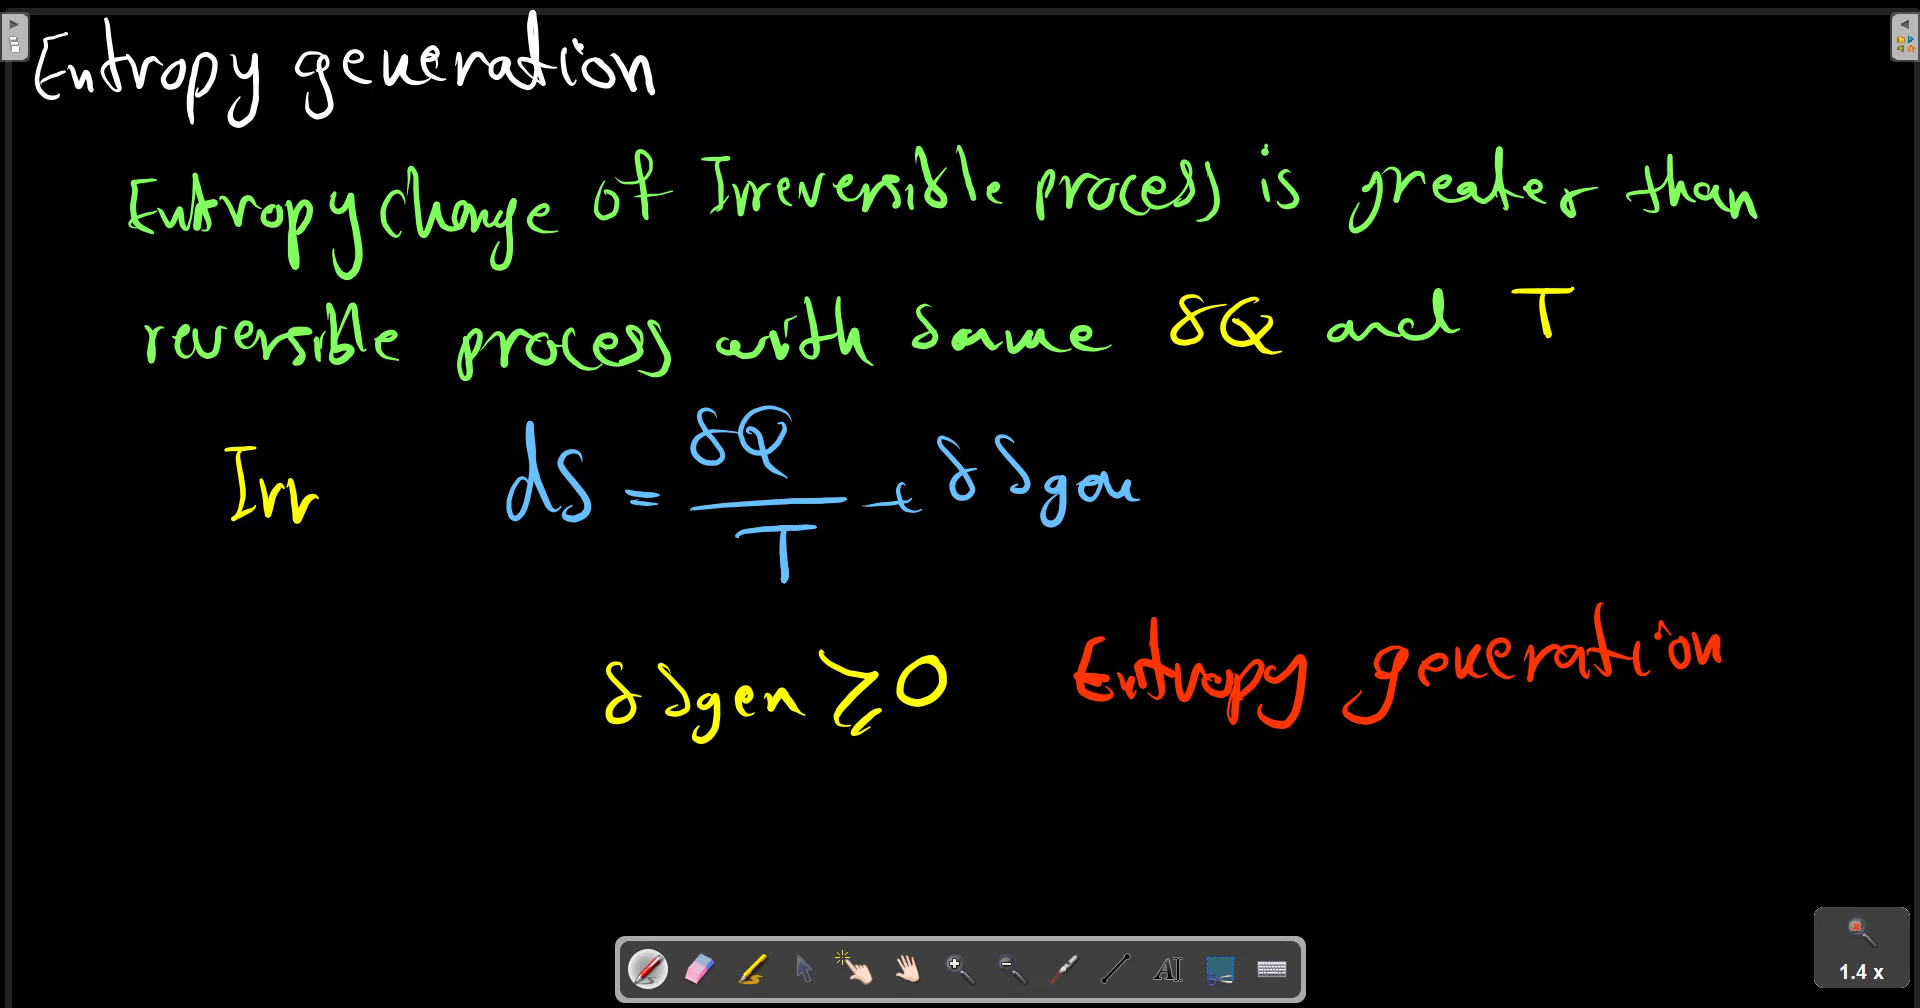 Entropy generation
Entropy change of Irreversible process is greater than
reversible process with same δQ and T
Irr dS = δQ/T + δSgen
δSgen ≥ 0 Entropy generation
AI
1.4 x